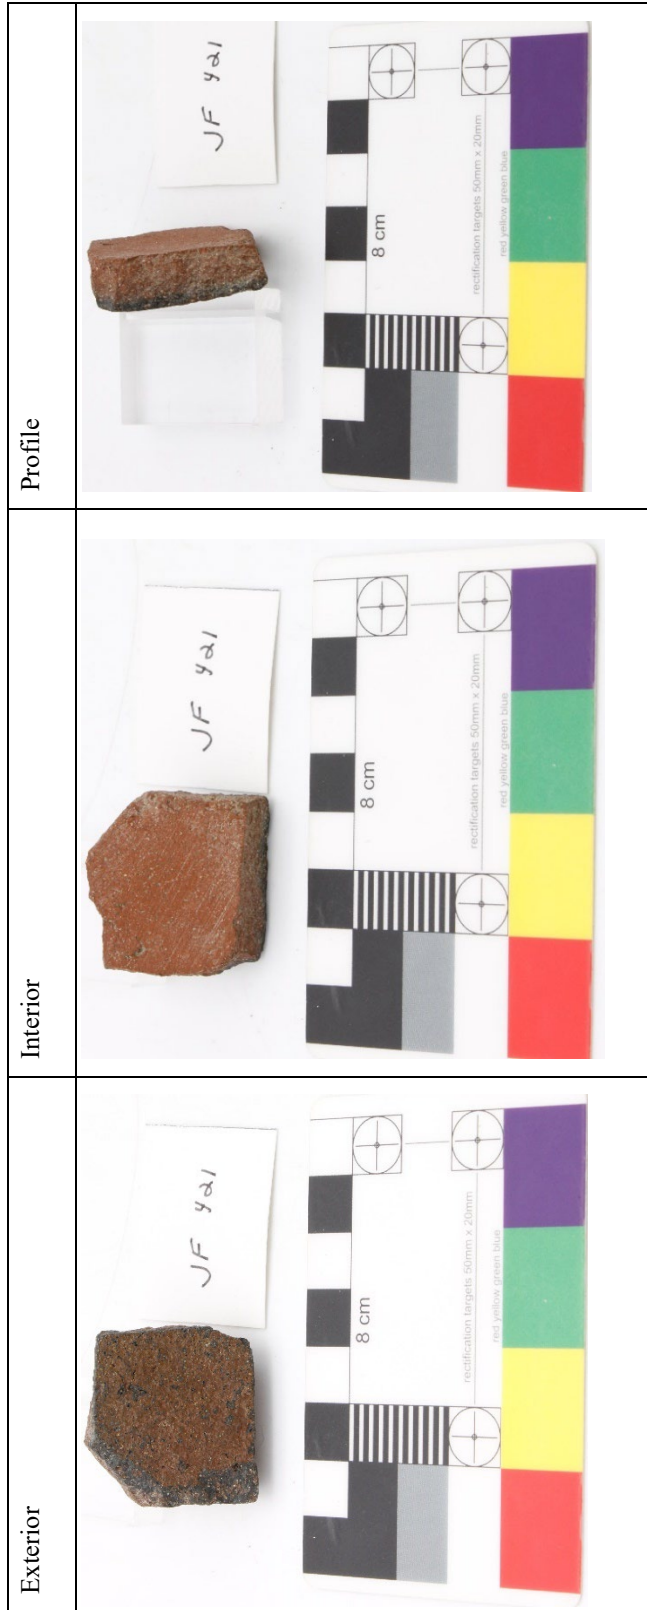 Profile
JF 421
8 cm
rectification targets 50mm x 20mm
red yellow green blue
Interior
JF 421
8 cm
rectification targets 50mm x 20mm
red yellow green blue
Exterior
JF 421
8 cm
rectification targets 50mm x 20mm
red yellow green blue